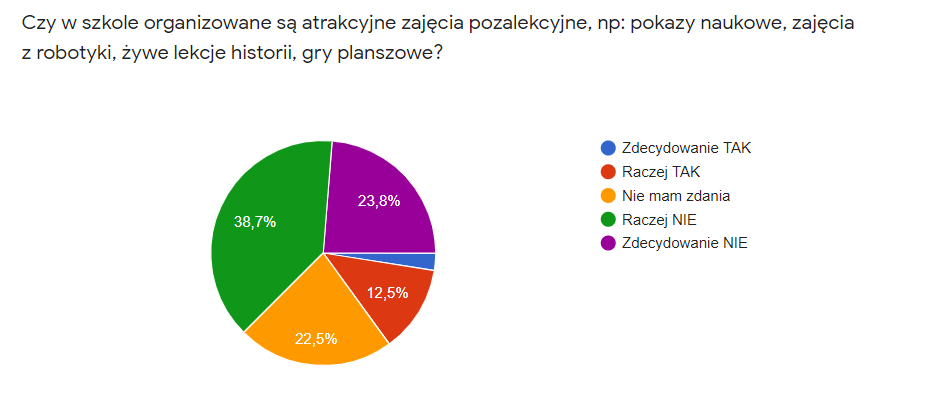 Czy w szkole organizowane są atrakcyjne zajęcia pozalekcyjne, np: pokazy naukowe, zajęcia
z robotyki, żywe lekcje historii, gry planszowe?
Zdecydowanie TAK
Raczej TAK
Nie mam zdania
Raczej NIE
Zdecydowanie NIE
23,8%
38,7%
12,5%
22,5%